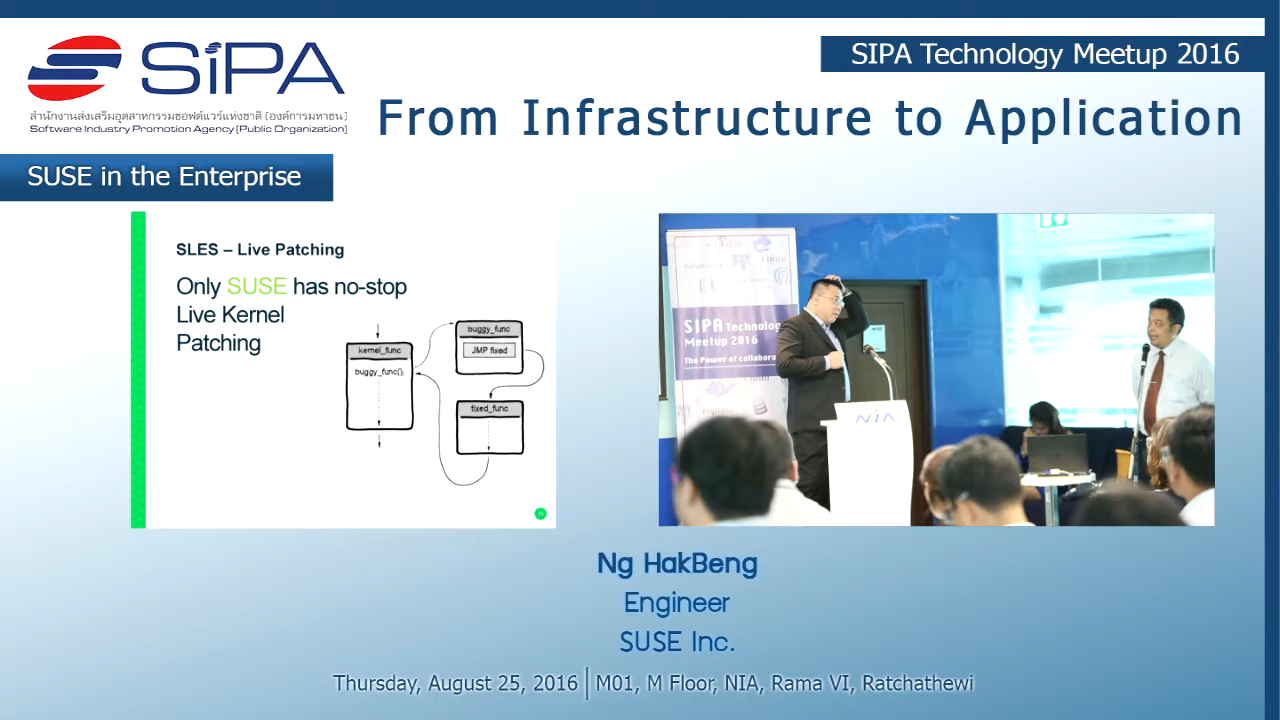 SiPA
SIPA Technology Meetup 2016
สำนักงานส่งเสริมอุตสาหกรรมซอฟต์แวร์แห่งชาติ (องค์การมหาชน)
Software Industry Promotion Agency (Public Organization)
From Infrastructure to Application
SUSE in the Enterprise
SLES – Live Patching
Only SUSE has no-stop
Live Kernel
Patching
kernel_func
buggy_func();
buggy_func
JMP fixed
fixed_func
SIPA Technolog
Meetup 2016
The Power of collabora
NIA
Ng HakBeng
Engineer
SUSE Inc.
Thursday, August 25, 2016 | M01, M Floor, NIA, Rama VI, Ratchathewi